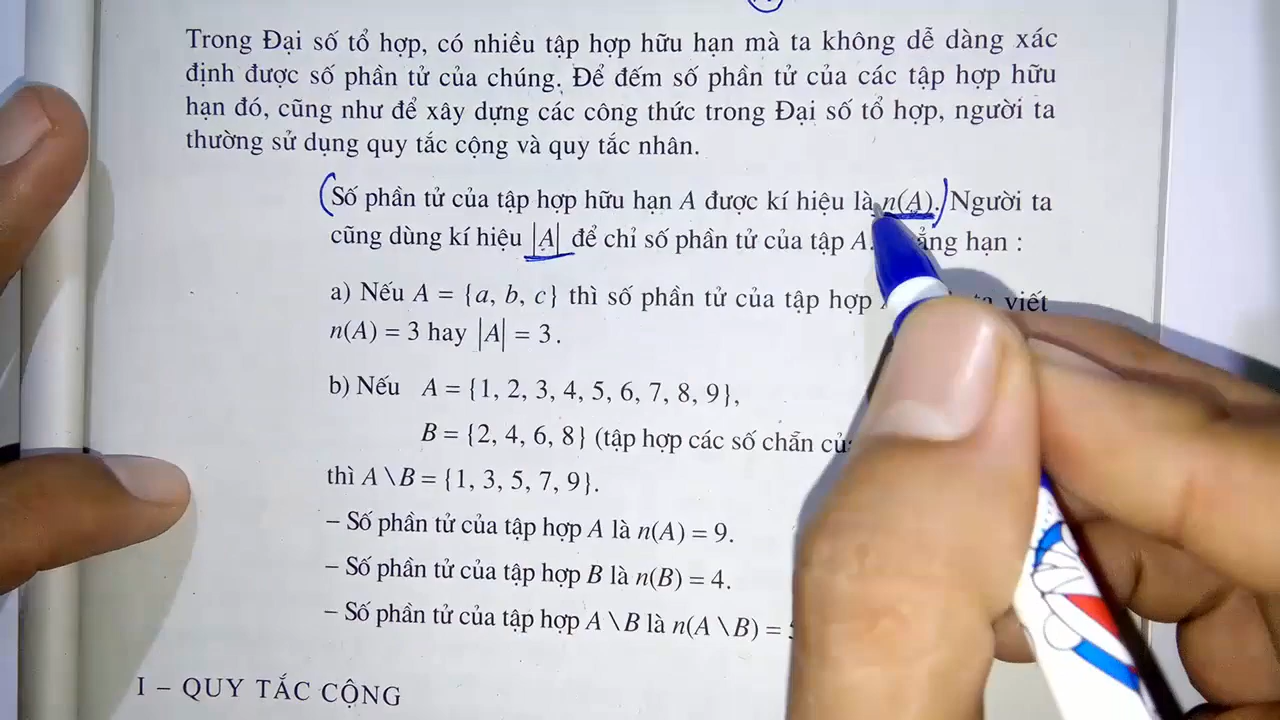 Trong Đại số tổ hợp, có nhiều tập hợp hữu hạn mà ta không dễ dàng xác
định được số phần tử của chúng. Để đếm số phần tử của các tập hợp hữu
hạn đó, cũng như để xây dựng các công thức trong Đại số tổ hợp, người ta
thường sử dụng quy tắc cộng và quy tắc nhân.
Số phần tử của tập hợp hữu hạn A được kí hiệu là n(A). Người ta
cũng dùng kí hiệu |A| để chỉ số phần tử của tập A. hạn :
a) Nếu A = {a, b, c} thì số phần tử của tập hợp viết
n(A) = 3 hay |A| = 3.
b) Nếu A = {1, 2, 3, 4, 5, 6, 7, 8, 9},
B = {2, 4, 6, 8} (tập hợp các số chẵn
thì A \ B = {1, 3, 5, 7, 9}.
– Số phần tử của tập hợp A là n(A) = 9.
– Số phần tử của tập hợp B là n(B) = 4.
– Số phần tử của tập hợp A \ B là n(A \ B) =
I – QUY TẮC CỘNG